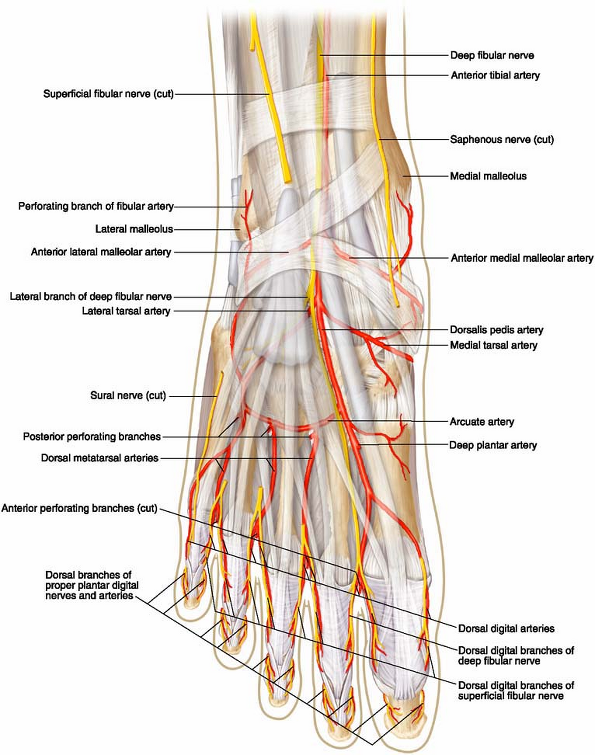 Deep fibular nerve
Anterior tibial artery
Superficial fibular nerve (cut)
Saphenous nerve (cut)
Medial malleolus
Perforating branch of fibular artery
Lateral malleolus
Anterior lateral malleolar artery
Anterior medial malleolar artery
Lateral branch of deep fibular nerve
Lateral tarsal artery
Dorsalis pedis artery
Medial tarsal artery
Sural nerve (cut)
Arcuate artery
Posterior perforating branches
Deep plantar artery
Dorsal metatarsal arteries
Anterior perforating branches (cut)
Dorsal branches of
proper plantar digital
nerves and arteries
Dorsal digital arteries
Dorsal digital branches of
deep fibular nerve
Dorsal digital branches of
superficial fibular nerve